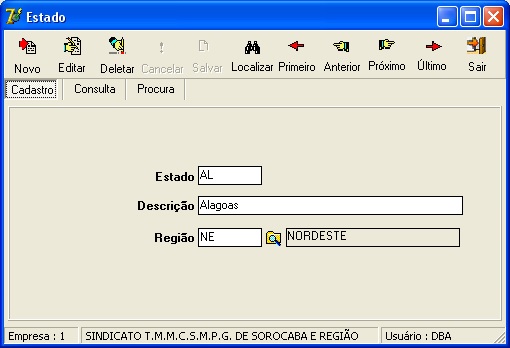 Estado
Novo Editar Deletar Cancelar Salvar Localizar Primeiro Anterior Próximo Último Sair
Cadastro Consulta Procura
Estado AL
Descrição Alagoas
Região NE NORDESTE
Empresa : 1 SINDICATO T.M.M.C.S.M.P.G. DE SOROCABA E REGIÃO Usuário : DBA